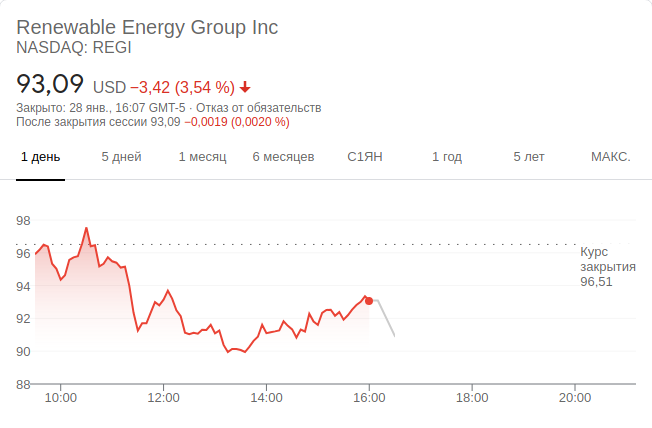 Renewable Energy Group Inc
NASDAQ: REGI
93,09 USD −3,42 (3,54 %)
Закрыто: 28 янв., 16:07 GMT-5 · Отказ от обязательств
После закрытия сессии 93,09 −0,0019 (0,0020 %)
1 день 5 дней 1 месяц 6 месяцев С1ЯН 1 год 5 лет МАКС.
98
96
94
92
90
88
Курс
закрытия
96,51
10:00 12:00 14:00 16:00 18:00 20:00